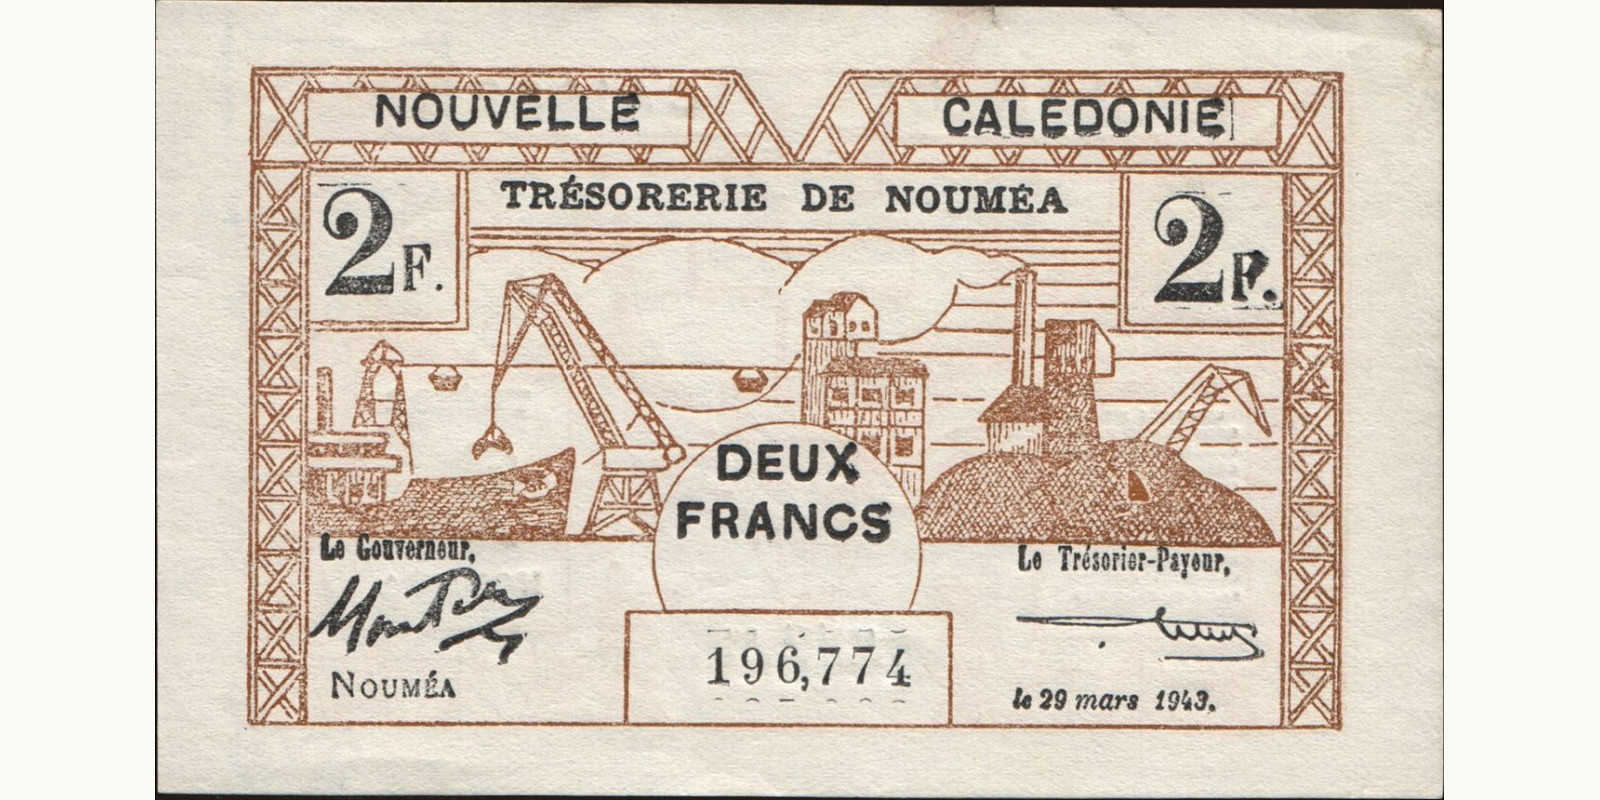 NOUVELLE CALEDONIE
TRÉSORERIE DE NOUMÉA
2F. 2F.
DEUX
FRANCS
Le Gouverneur, Le Trésorier-Payeur,
196,774
NOUMÉA le 29 mars 1943.